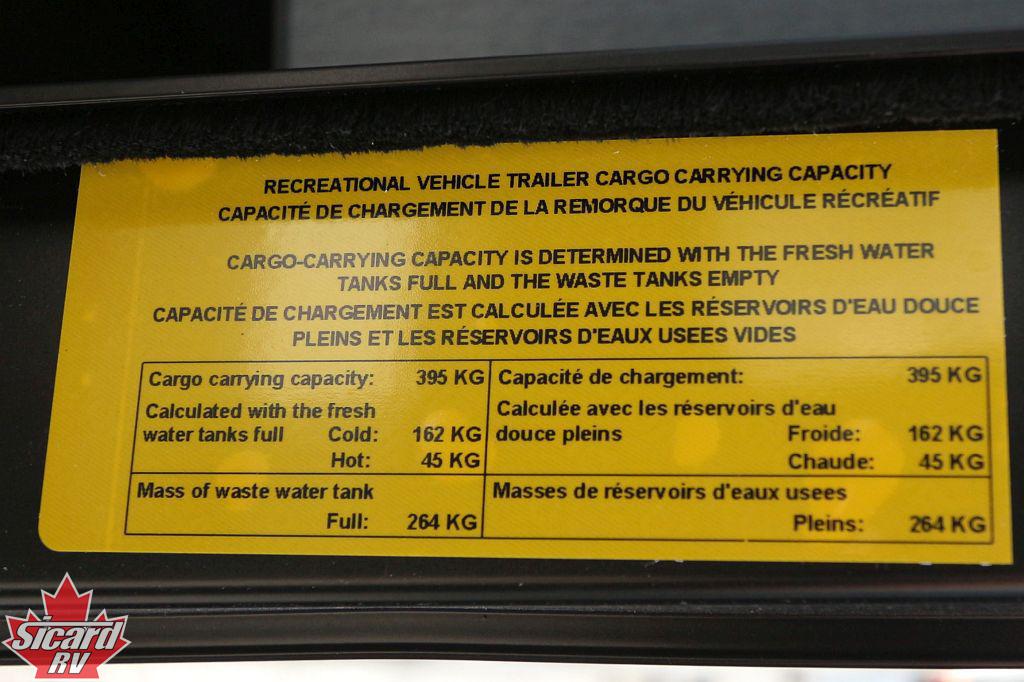 RECREATIONAL VEHICLE TRAILER CARGO CARRYING CAPACITY
CAPACITÉ DE CHARGEMENT DE LA REMORQUE DU VÉHICULE RÉCRÉATIF
CARGO-CARRYING CAPACITY IS DETERMINED WITH THE FRESH WATER
TANKS FULL AND THE WASTE TANKS EMPTY
CAPACITÉ DE CHARGEMENT EST CALCULÉE AVEC LES RÉSERVOIRS D'EAU DOUCE
PLEINS ET LES RÉSERVOIRS D'EAUX USEES VIDES
Cargo carrying capacity: 395 KG
Calculated with the fresh
water tanks full Cold: 162 KG
Hot: 45 KG
Mass of waste water tank
Full: 264 KG
Capacité de chargement: 395 KG
Calculée avec les réservoirs d'eau
douce pleins Froide: 162 KG
Chaude: 45 KG
Masses de réservoirs d'eaux usees
Pleins: 264 KG
Sicard
RV